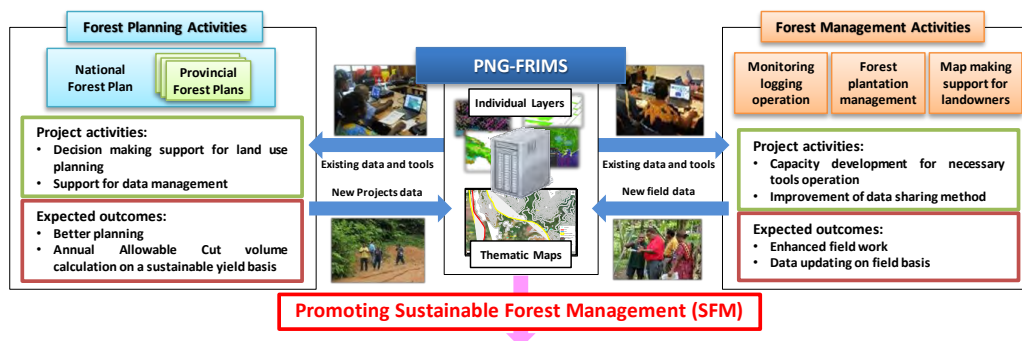 Forest Planning Activities
National
Forest Plan
Provincial
Forest Plans
Project activities:
• Decision making support for land use
planning
• Support for data management
Expected outcomes:
• Better planning
• Annual Allowable Cut volume
calculation on a sustainable yield basis
PNG-FRIMS
Individual Layers
Thematic Maps
Existing data and tools
New Projects data
Existing data and tools
New field data
Forest Management Activities
Monitoring
logging
operation
Forest
plantation
management
Map making
support for
landowners
Project activities:
• Capacity development for necessary
tools operation
• Improvement of data sharing method
Expected outcomes:
• Enhanced field work
• Data updating on field basis
Promoting Sustainable Forest Management (SFM)